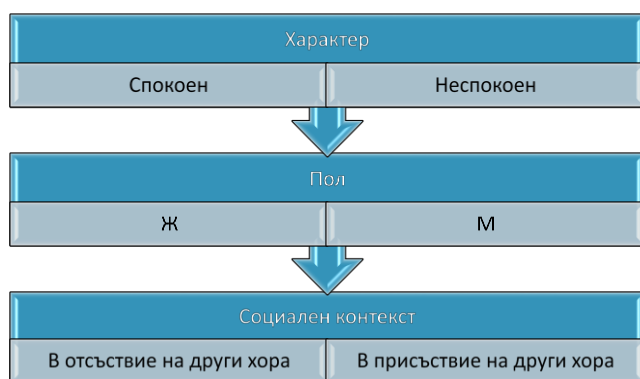 Характер
Спокоен Неспокоен
Пол
Ж М
Социален контекст
В отсъствие на други хора В присъствие на други хора